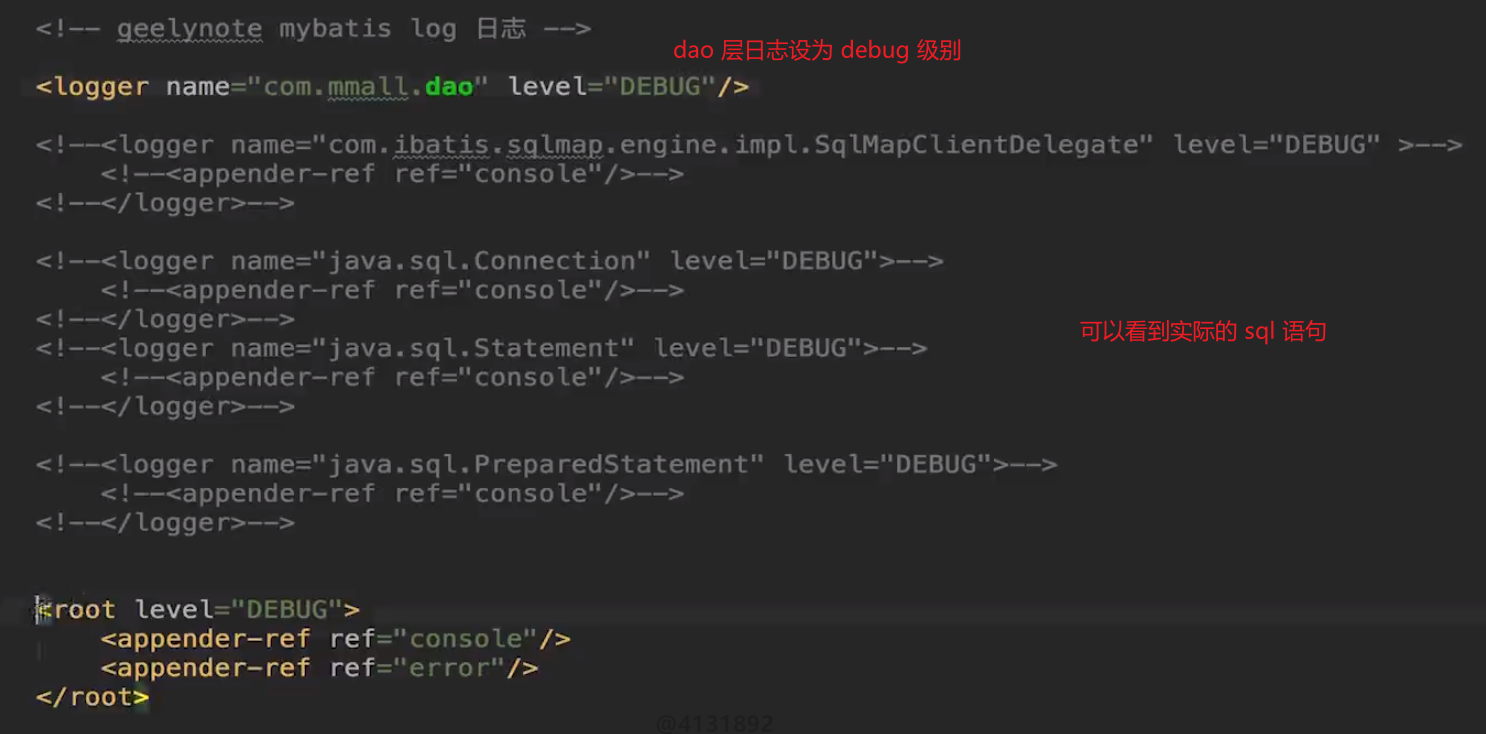 <!-- geelynote mybatis log 日志 -->
dao 层日志设为 debug 级别
<logger name="com.mmall.dao" level="DEBUG"/>
<!--<logger name="com.ibatis.sqlmap.engine.impl.SqlMapClientDelegate" level="DEBUG" >-->
<!--<appender-ref ref="console"/>-->
<!--</logger>-->
<!--<logger name="java.sql.Connection" level="DEBUG">-->
<!--<appender-ref ref="console"/>-->
<!--</logger>-->
可以看到实际的 sql 语句
<!--<logger name="java.sql.Statement" level="DEBUG">-->
<!--<appender-ref ref="console"/>-->
<!--</logger>-->
<!--<logger name="java.sql.PreparedStatement" level="DEBUG">-->
<!--<appender-ref ref="console"/>-->
<!--</logger>-->
<root level="DEBUG">
<appender-ref ref="console"/>
<appender-ref ref="error"/>
</root>
@4131892